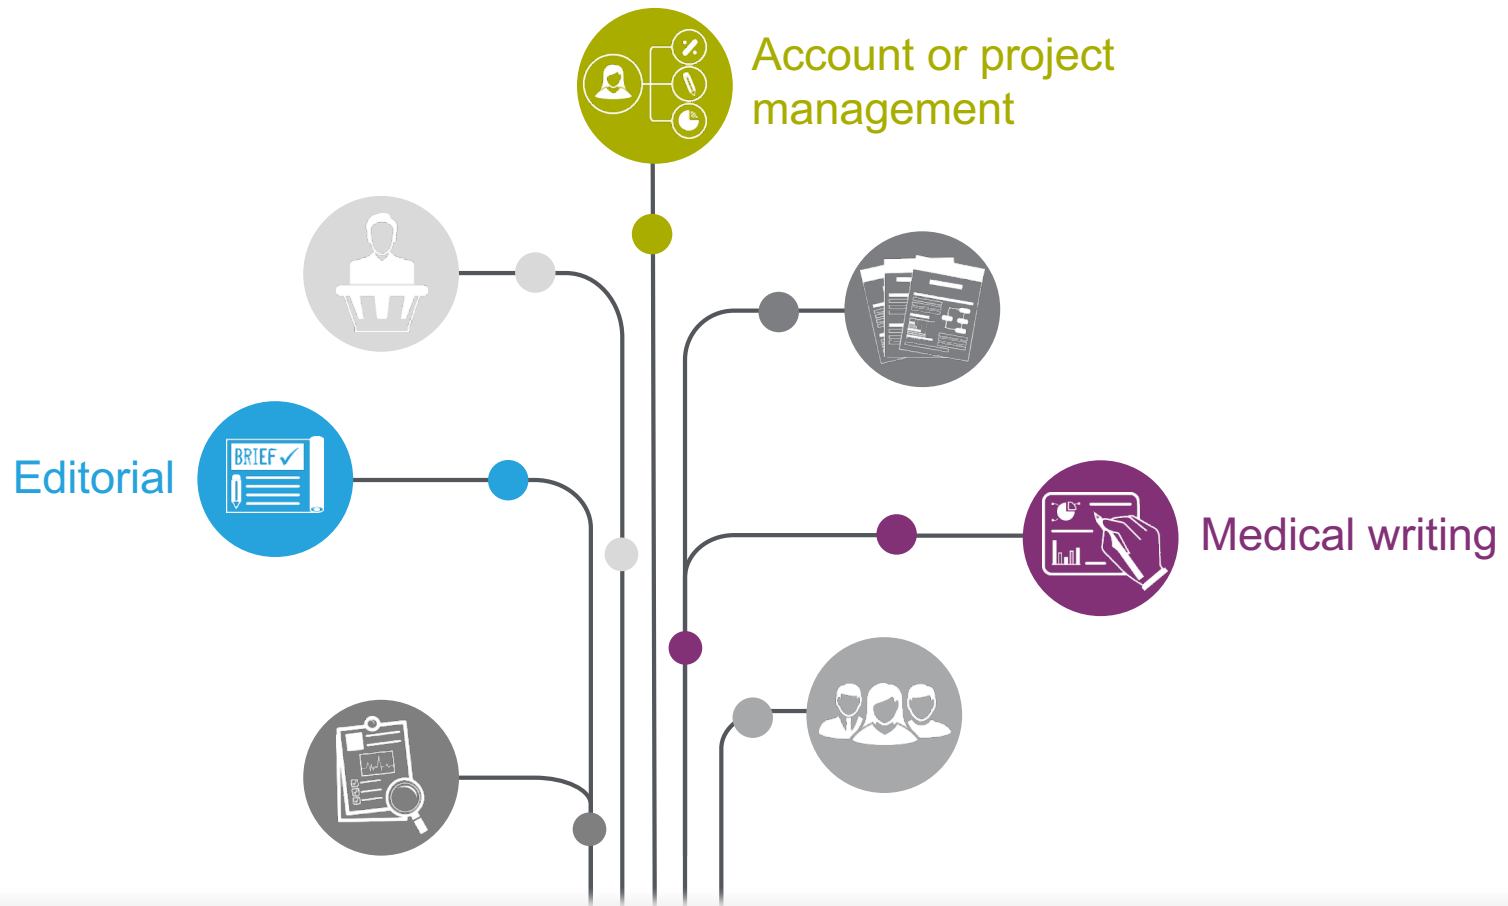 Account or project
management
Editorial
BRIEF
Medical writing